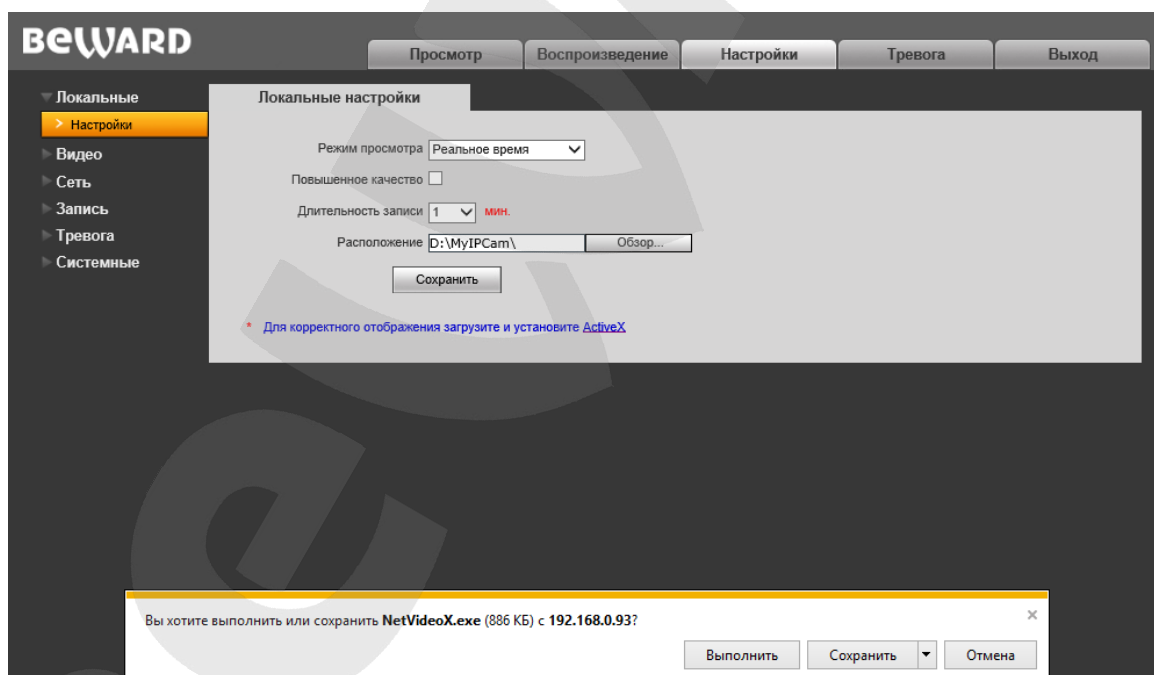 BEWARD
Просмотр Воспроизведение Настройки Тревога Выход
Локальные
> Настройки
Видео
Сеть
Запись
Тревога
Системные
Локальные настройки
Режим просмотра Реальное время
Повышенное качество
Длительность записи 1 мин.
Расположение D:\MyIPCam\ Обзор...
Сохранить
* Для корректного отображения загрузите и установите ActiveX
Вы хотите выполнить или сохранить NetVideoX.exe (886 КБ) с 192.168.0.93? ×
Выполнить Сохранить Отмена